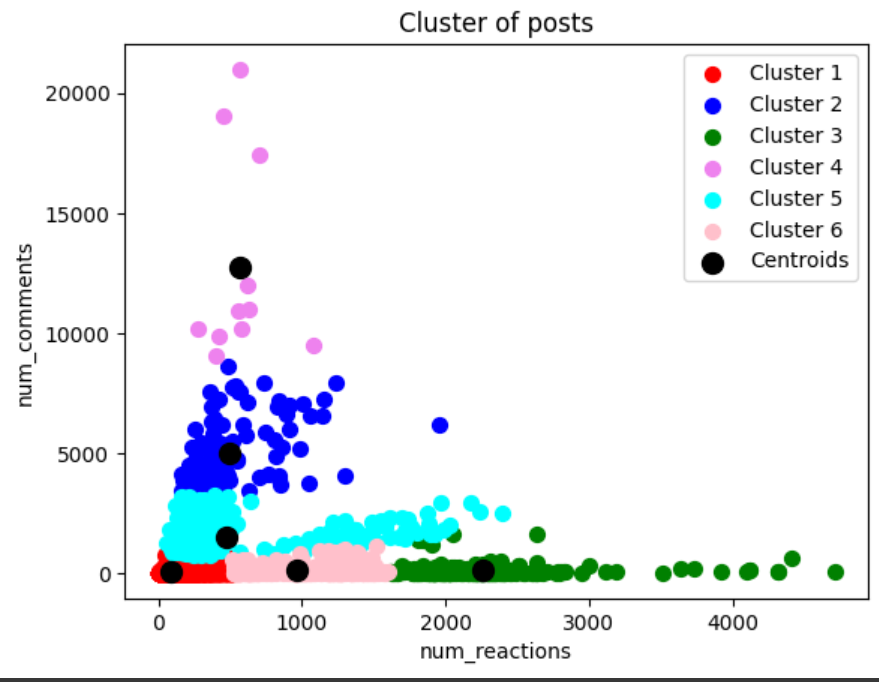 Cluster of posts
Cluster 1
Cluster 2
Cluster 3
Cluster 4
Cluster 5
Cluster 6
Centroids
num_comments
20000
15000
10000
5000
0
0 1000 2000 3000 4000
num_reactions